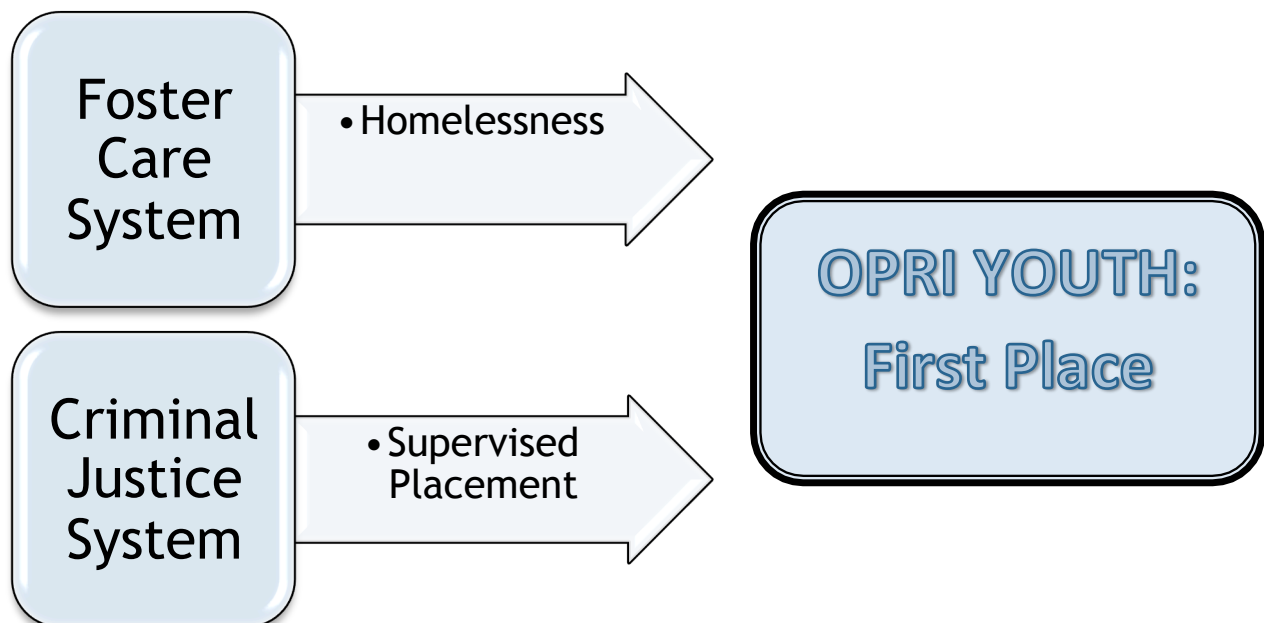 Foster
Care
System
• Homelessness
Criminal
Justice
System
• Supervised
Placement
OPRI YOUTH:
First Place